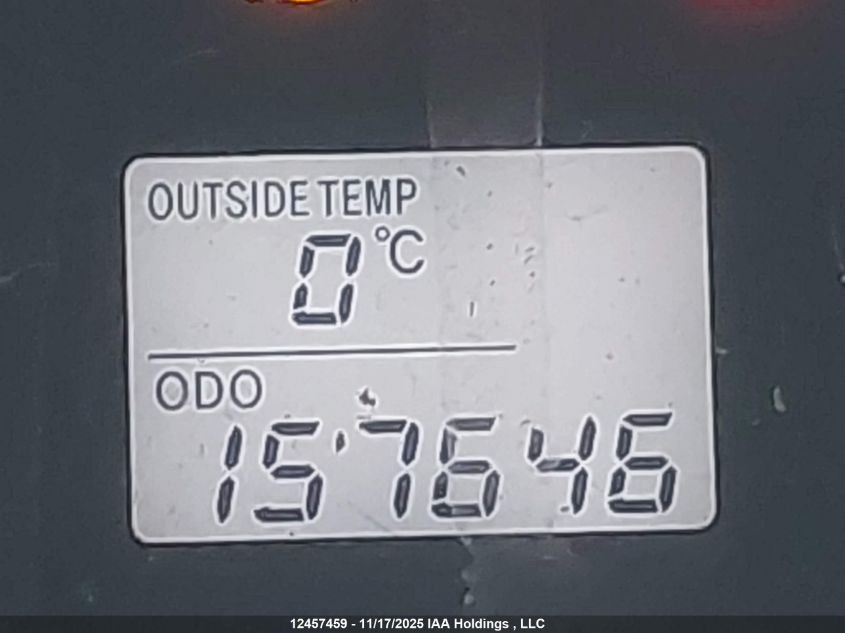 OUTSIDE TEMP
0°C
ODO
157646
12457459 - 11/17/2025 IAA Holdings , LLC